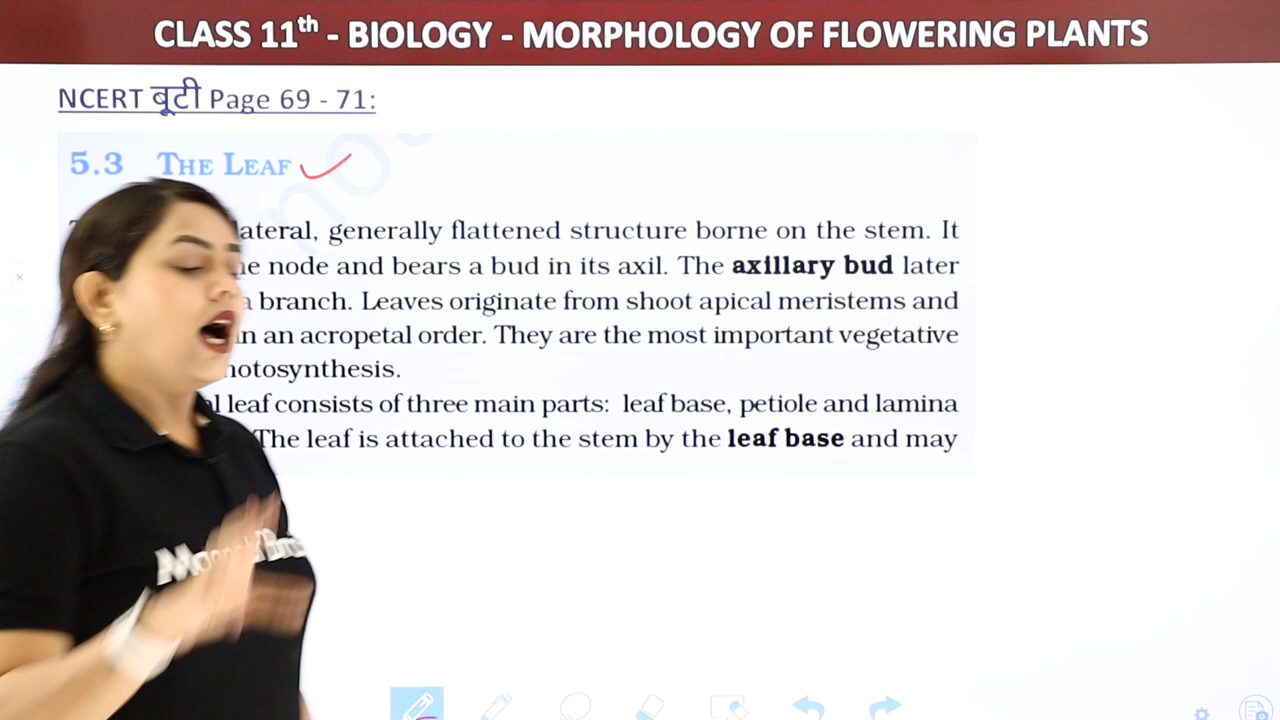 CLASS 11th - BIOLOGY - MORPHOLOGY OF FLOWERING PLANTS
NCERT बूटी Page 69 - 71:
5.3 THE LEAF
lateral, generally flattened structure borne on the stem. It
node and bears a bud in its axil. The axillary bud later
branch. Leaves originate from shoot apical meristems and
in an acropetal order. They are the most important vegetative
hotosynthesis.
leaf consists of three main parts: leaf base, petiole and lamina
The leaf is attached to the stem by the leaf base and may